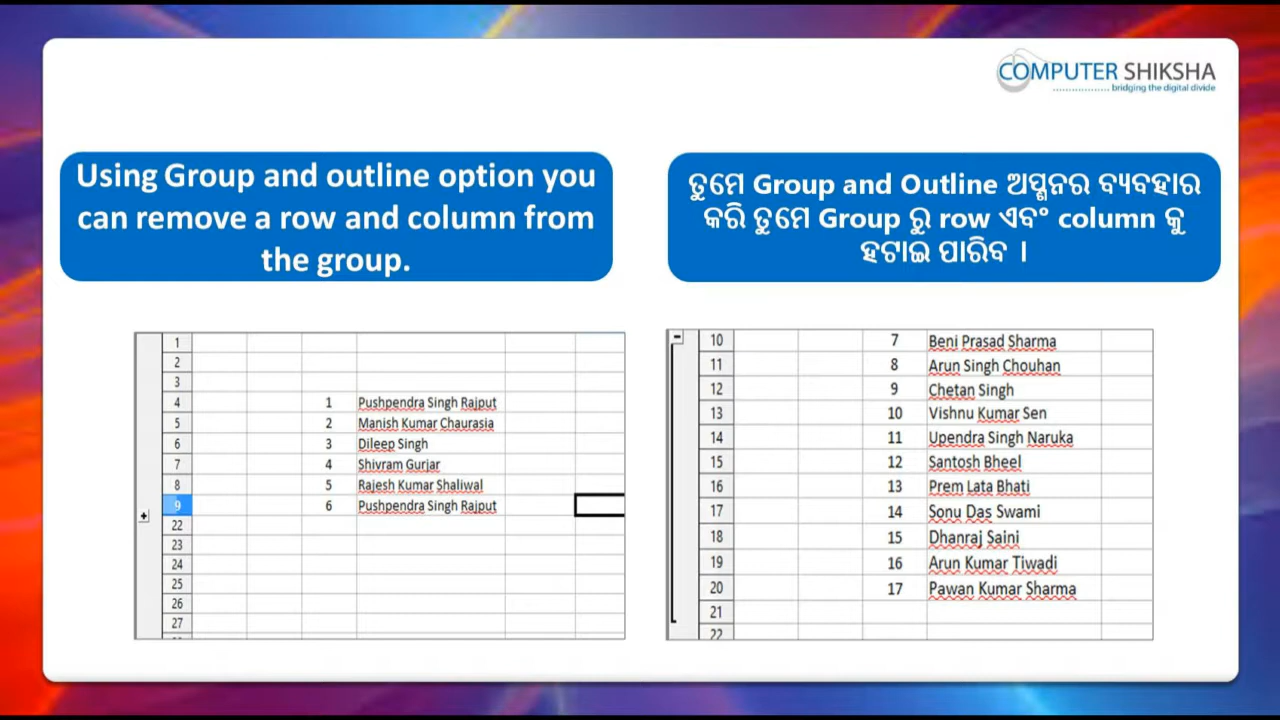 COMPUTER SHIKSHA
bridging the digital divide
Using Group and outline option you
can remove a row and column from
the group.
ତୁମେ Group and Outline ଅପ୍ସନର ବ୍ୟବହାର
କରି ତୁମେ Group ରୁ row ଏବଂ column କୁ
ହଟାଇ ପାରିବ ।
1
2
3
4 1 Pushpendra Singh Rajput
5 2 Manish Kumar Chaurasia
6 3 Dileep Singh
7 4 Shivram Gurjar
8 5 Rajesh Kumar Shaliwal
9 6 Pushpendra Singh Rajput
22
23
24
25
26
27
10 7 Beni Prasad Sharma
11 8 Arun Singh Chouhan
12 9 Chetan Singh
13 10 Vishnu Kumar Sen
14 11 Upendra Singh Naruka
15 12 Santosh Bheel
16 13 Prem Lata Bhati
17 14 Sonu Das Swami
18 15 Dhanraj Saini
19 16 Arun Kumar Tiwadi
20 17 Pawan Kumar Sharma
21
22